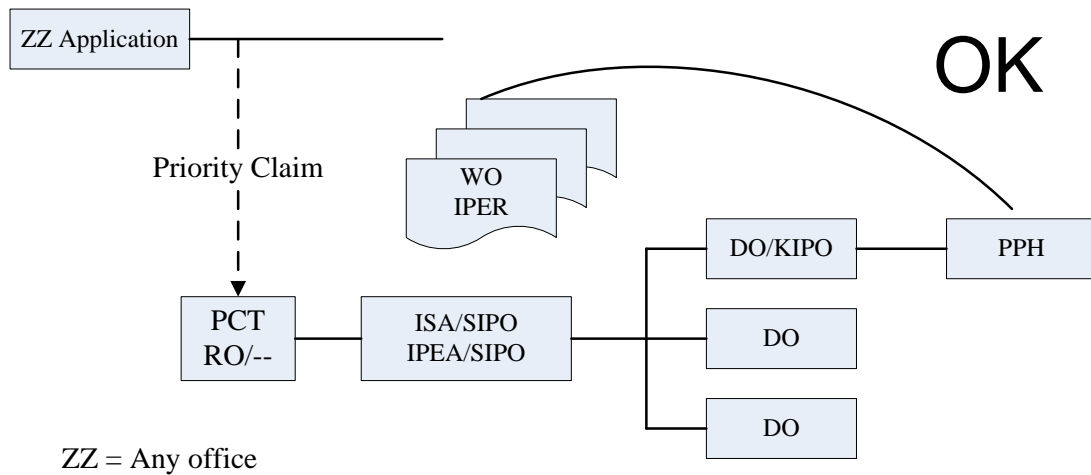 ZZ Application
OK
Priority Claim
WO
IPER
DO/KIPO
PPH
PCT
RO/--
ISA/SIPO
IPEA/SIPO
DO
DO
ZZ = Any office